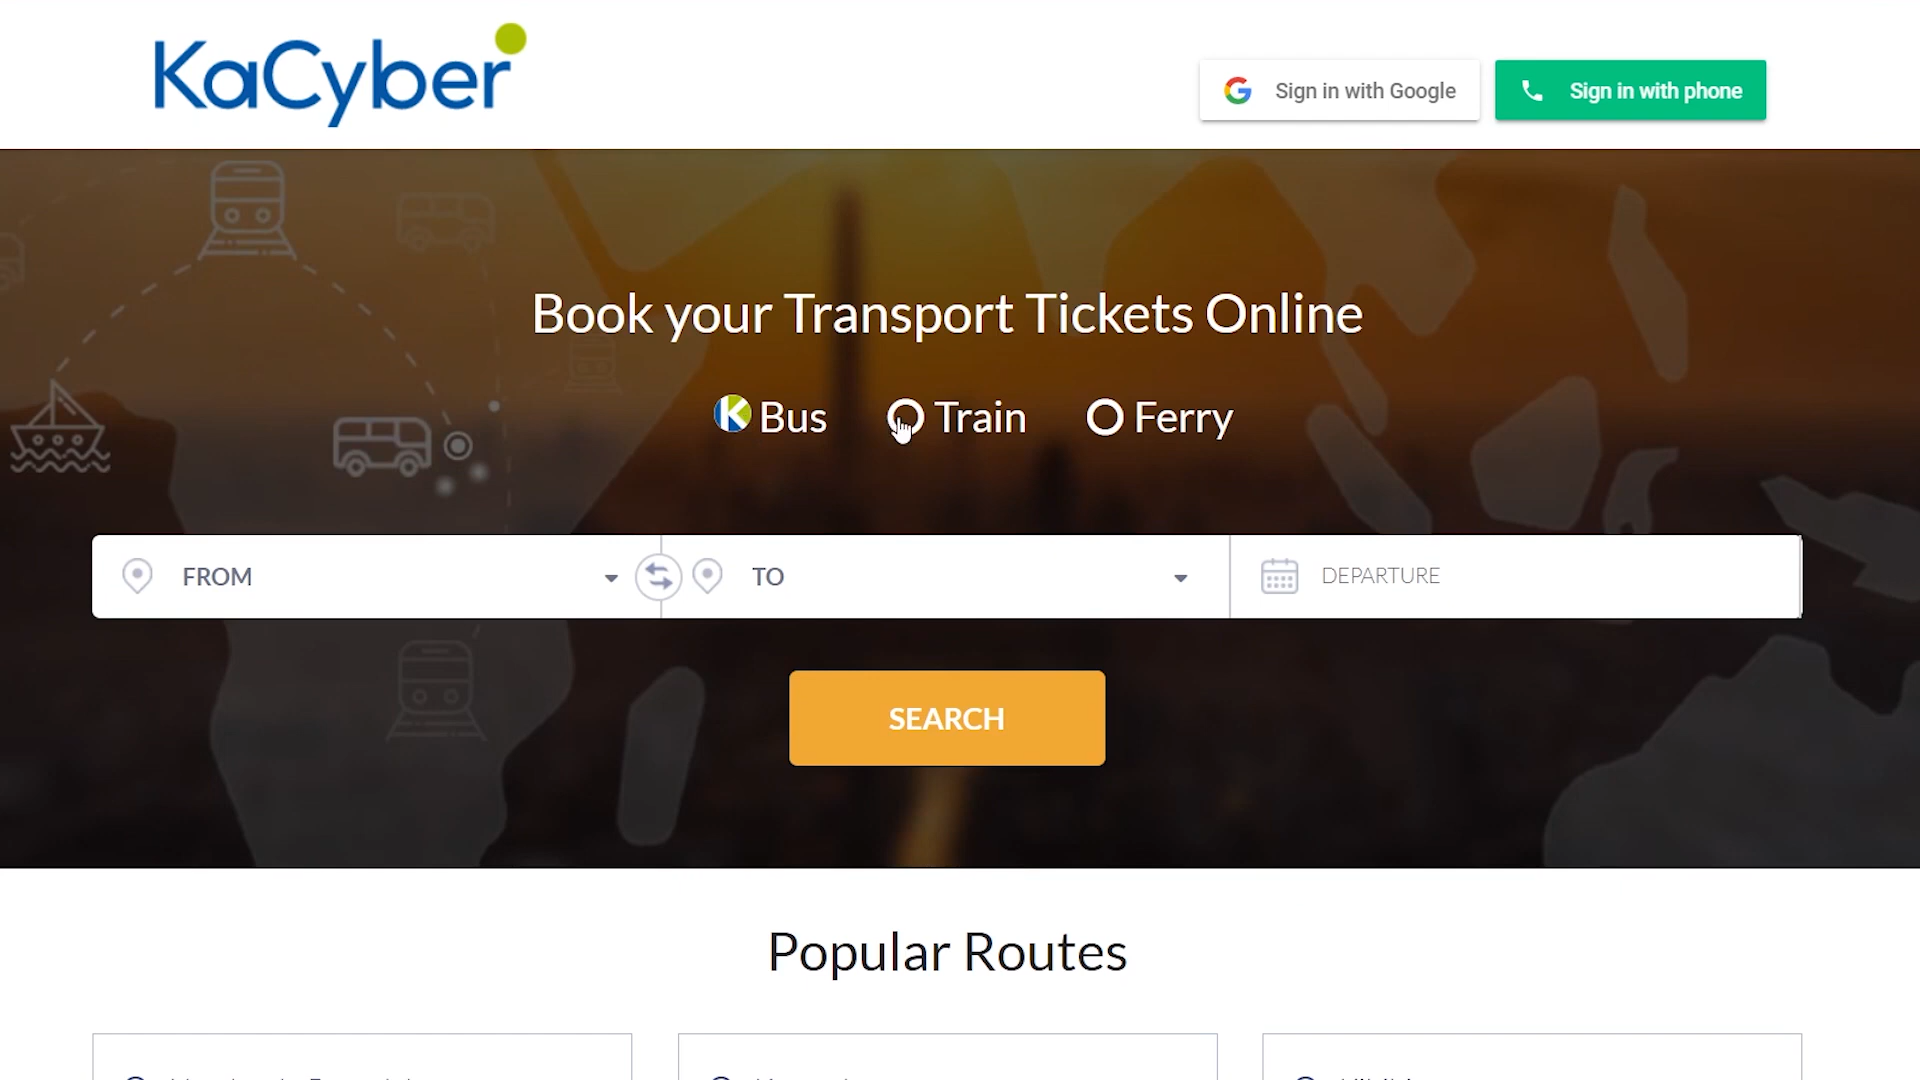 KaCyber
Sign in with Google
Sign in with phone
Book your Transport Tickets Online
Bus Train Ferry
FROM TO DEPARTURE
SEARCH
Popular Routes